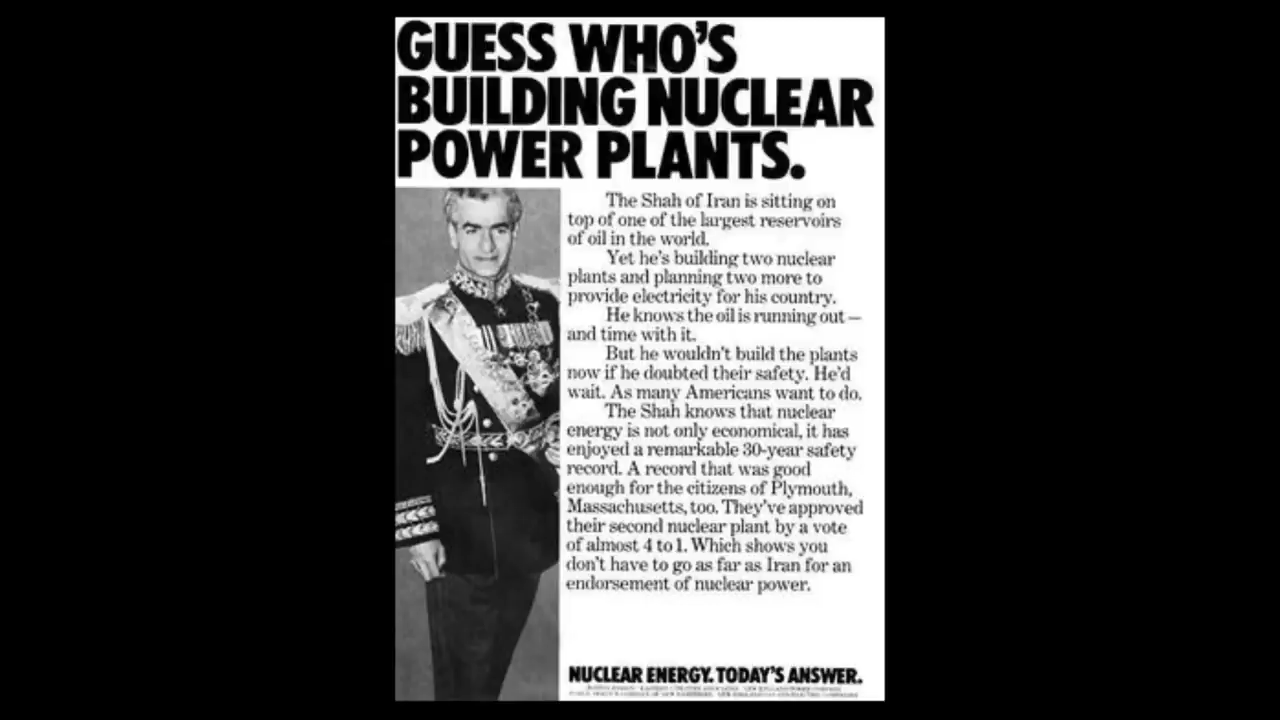 GUESS WHO'S
BUILDING NUCLEAR
POWER PLANTS.
The Shah of Iran is sitting on
top of one of the largest reservoirs
of oil in the world.
Yet he's building two nuclear
plants and planning two more to
provide electricity for his country.
He knows the oil is running out —
and time with it.
But he wouldn't build the plants
now if he doubted their safety. He'd
wait. As many Americans want to do.
The Shah knows that nuclear
energy is not only economical, it has
enjoyed a remarkable 30-year safety
record. A record that was good
enough for the citizens of Plymouth,
Massachusetts, too. They've approved
their second nuclear plant by a vote
of almost 4 to 1. Which shows you
don't have to go as far as Iran for an
endorsement of nuclear power.
NUCLEAR ENERGY. TODAY'S ANSWER.